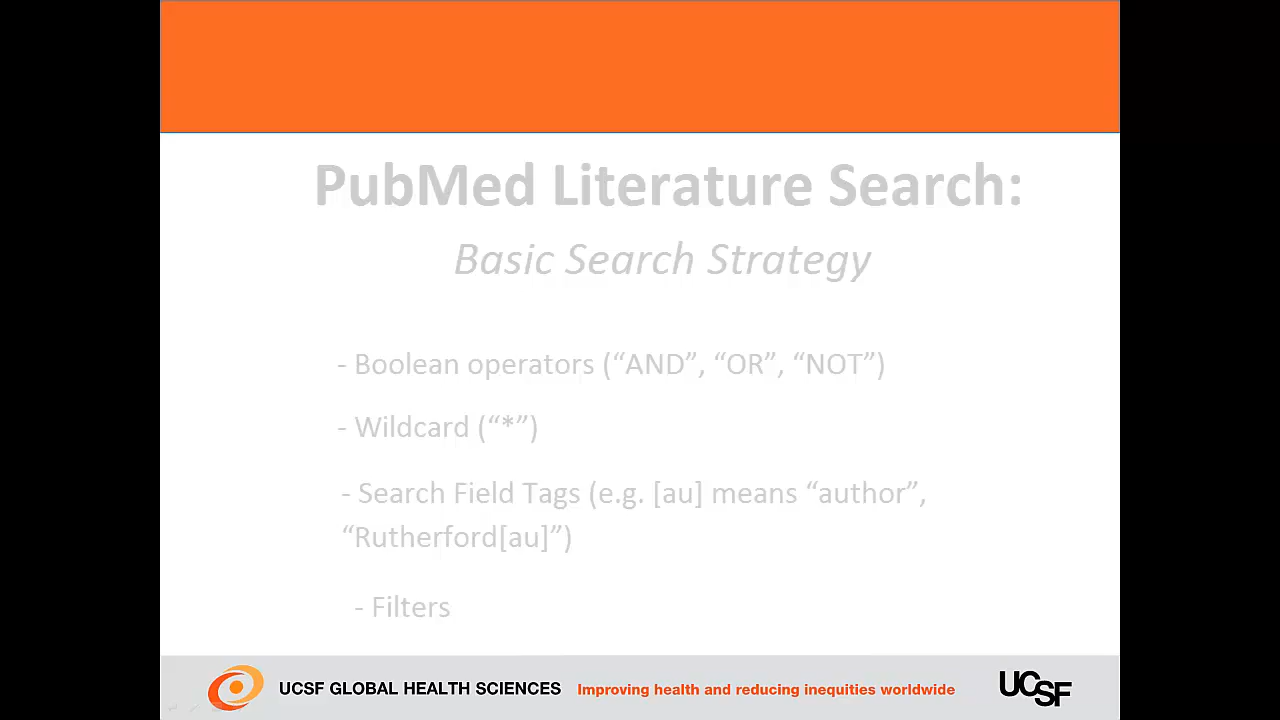 PubMed Literature Search:
Basic Search Strategy
- Boolean operators (“AND”, “OR”, “NOT”)
- Wildcard (“*”)
- Search Field Tags (e.g. [au] means “author”,
“Rutherford[au]”)
- Filters
UCSF GLOBAL HEALTH SCIENCES Improving health and reducing inequities worldwide UCSF